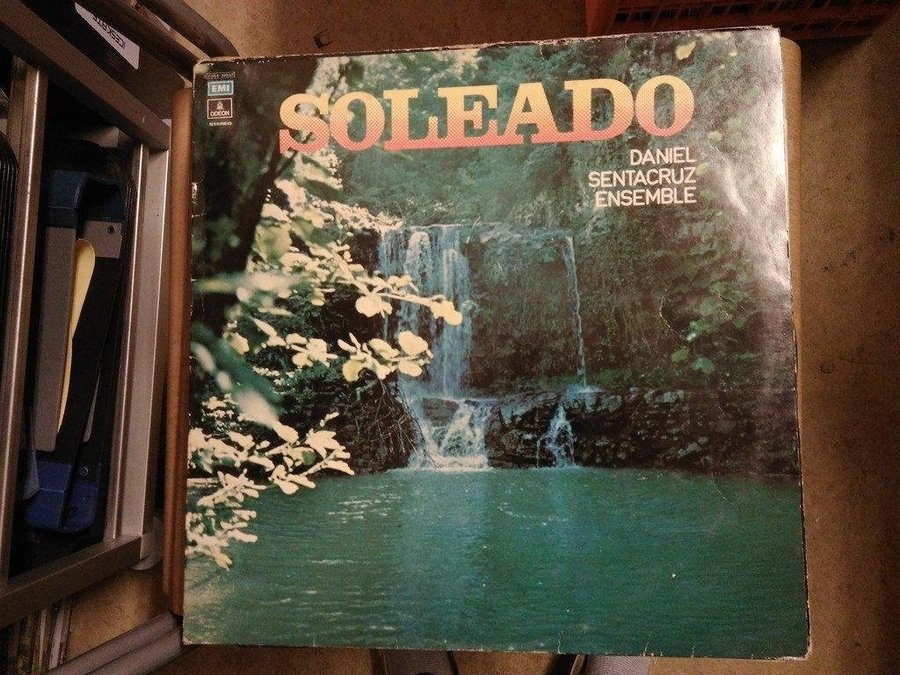 EMI
ODEON
STEREO
SOLEADO
DANIEL
SENTACRUZ
ENSEMBLE